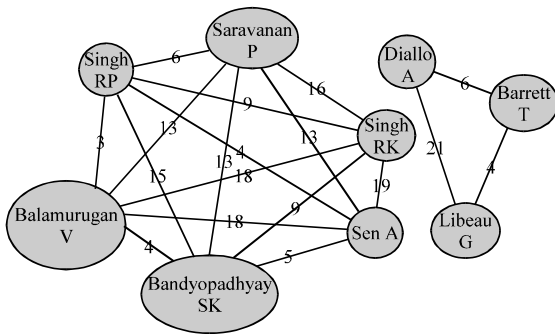 Saravanan
P
Singh
RP
6
Diallo
A
6
Barrett
T
16
9
3
13
13
Singh
RK
21
4
13
4
15
18
19
9
Balamurugan
V
18
Sen A
Libeau
G
4
5
Bandyopadhyay
SK